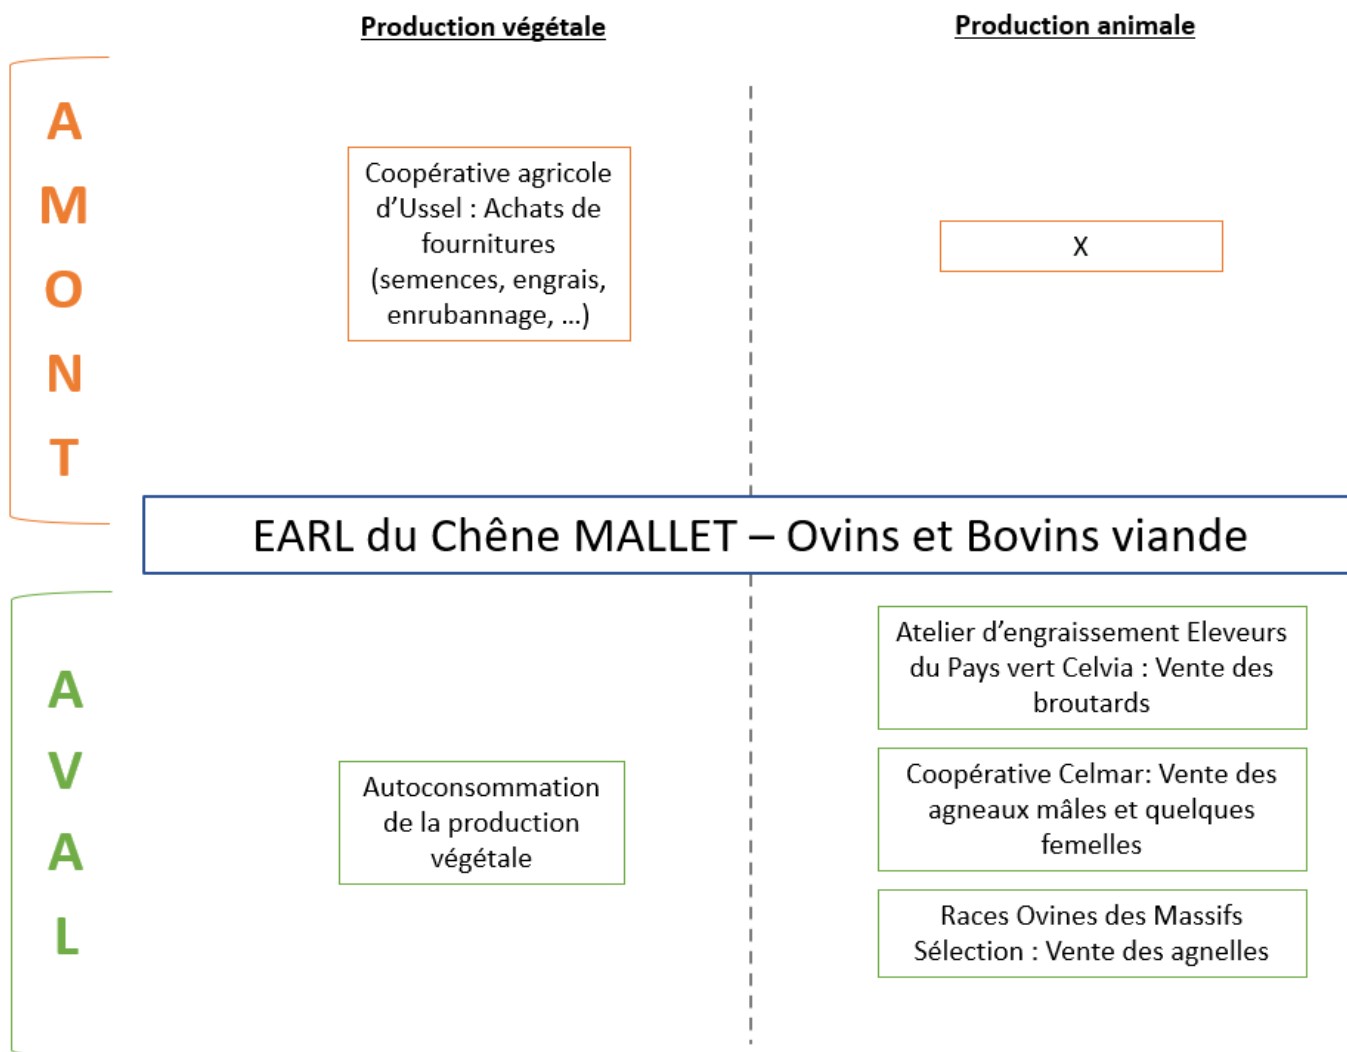 Production végétale
Production animale
A
M
O
N
T
Coopérative agricole
d’Ussel : Achats de
fournitures
(semences, engrais,
enrubannage, …)
X
EARL du Chêne MALLET – Ovins et Bovins viande
A
V
A
L
Autoconsommation
de la production
végétale
Atelier d’engraissement Eleveurs
du Pays vert Celvia : Vente des
broutards
Coopérative Celmar: Vente des
agneaux mâles et quelques
femelles
Races Ovines des Massifs
Sélection : Vente des agnelles